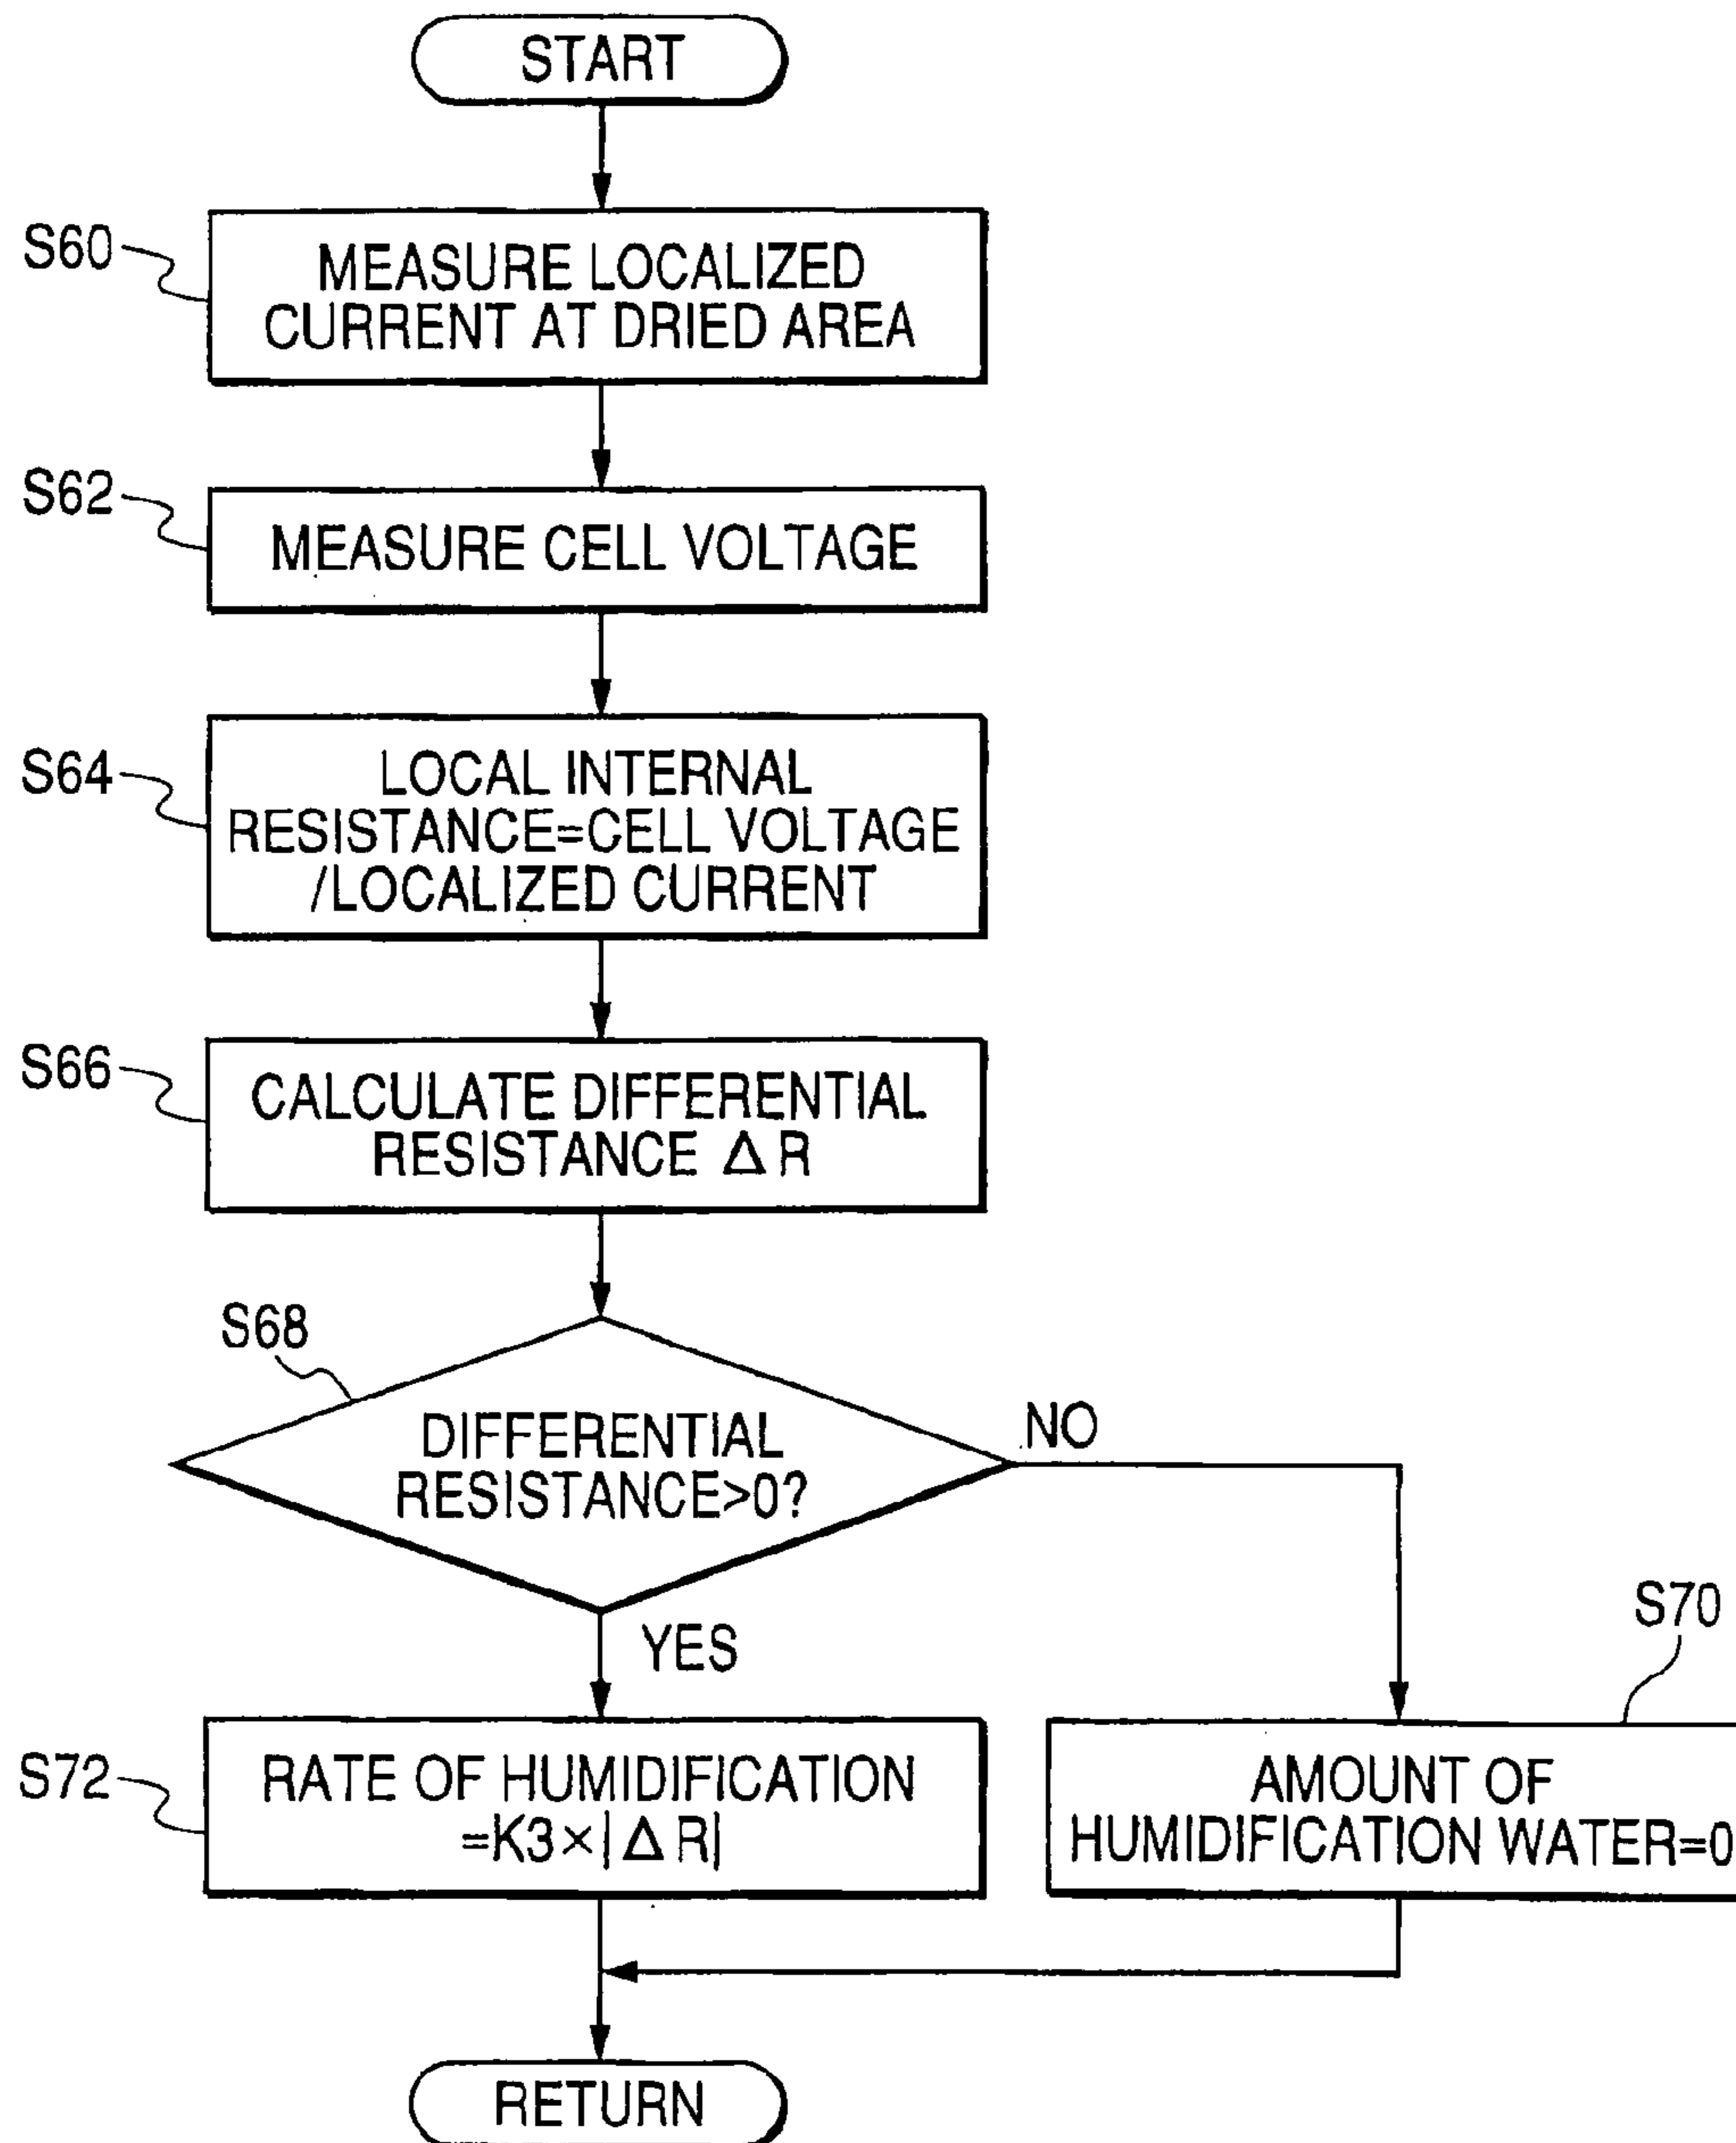 START
S60
MEASURE LOCALIZED
CURRENT AT DRIED AREA
S62
MEASURE CELL VOLTAGE
S64
LOCAL INTERNAL
RESISTANCE=CELL VOLTAGE
/LOCALIZED CURRENT
S66
CALCULATE DIFFERENTIAL
RESISTANCE Δ R
S68
DIFFERENTIAL
RESISTANCE>0?
NO
YES
S70
S72
RATE OF HUMIDIFICATION
=K3×|Δ R|
AMOUNT OF
HUMIDIFICATION WATER=0
RETURN